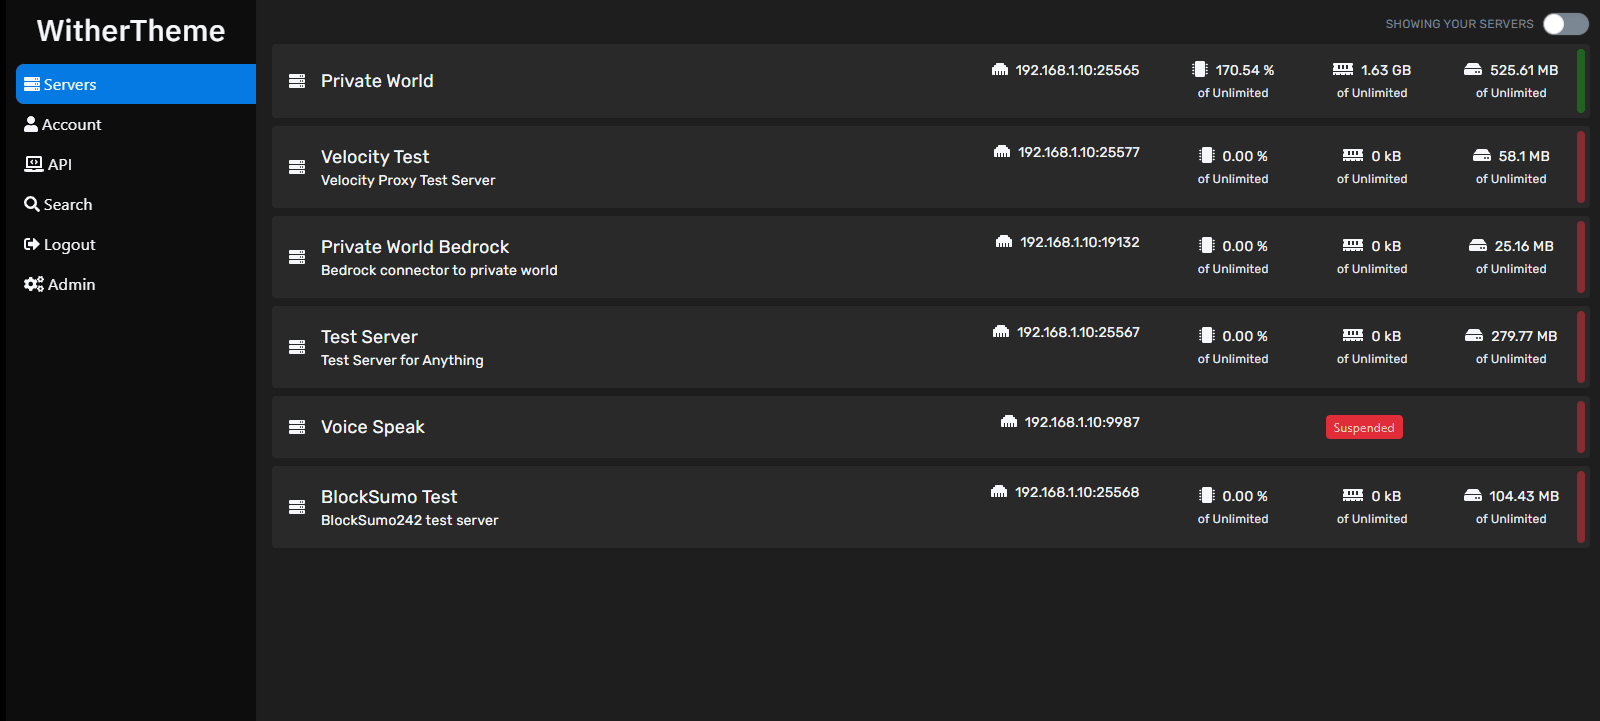 WitherTheme
SHOWING YOUR SERVERS
Servers
Account
API
Search
Logout
Admin
Private World
192.168.1.10:25565
170.54 %
of Unlimited
1.63 GB
of Unlimited
525.61 MB
of Unlimited
Velocity Test
Velocity Proxy Test Server
192.168.1.10:25577
0.00 %
of Unlimited
0 kB
of Unlimited
58.1 MB
of Unlimited
Private World Bedrock
Bedrock connector to private world
192.168.1.10:19132
0.00 %
of Unlimited
0 kB
of Unlimited
25.16 MB
of Unlimited
Test Server
Test Server for Anything
192.168.1.10:25567
0.00 %
of Unlimited
0 kB
of Unlimited
279.77 MB
of Unlimited
Voice Speak
192.168.1.10:9987
Suspended
BlockSumo Test
BlockSumo242 test server
192.168.1.10:25568
0.00 %
of Unlimited
0 kB
of Unlimited
104.43 MB
of Unlimited